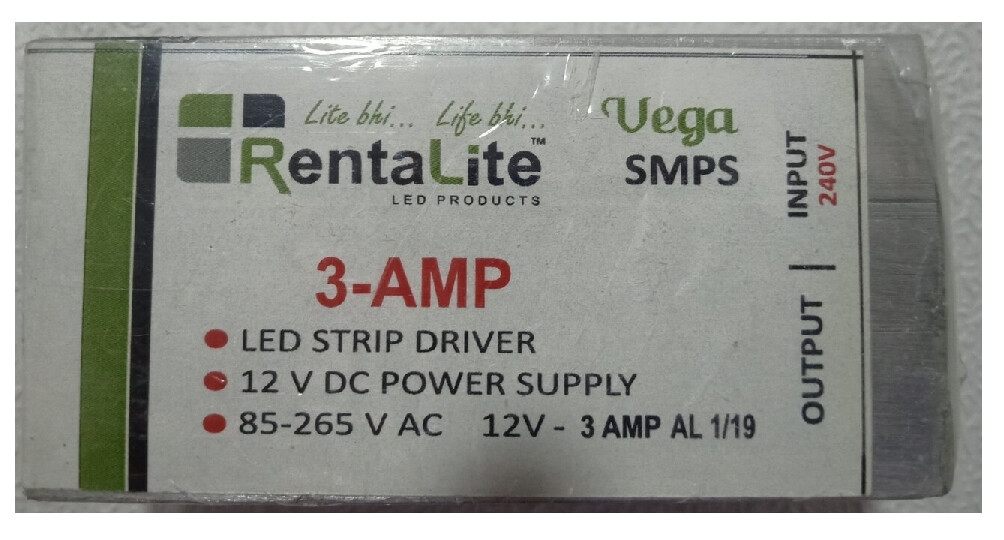 Lite bhi... Life bhi...
RentaLite™
LED PRODUCTS
Vega
SMPS
3-AMP
• LED STRIP DRIVER
• 12 V DC POWER SUPPLY
• 85-265 V AC 12V - 3 AMP AL 1/19
OUTPUT | INPUT
240V